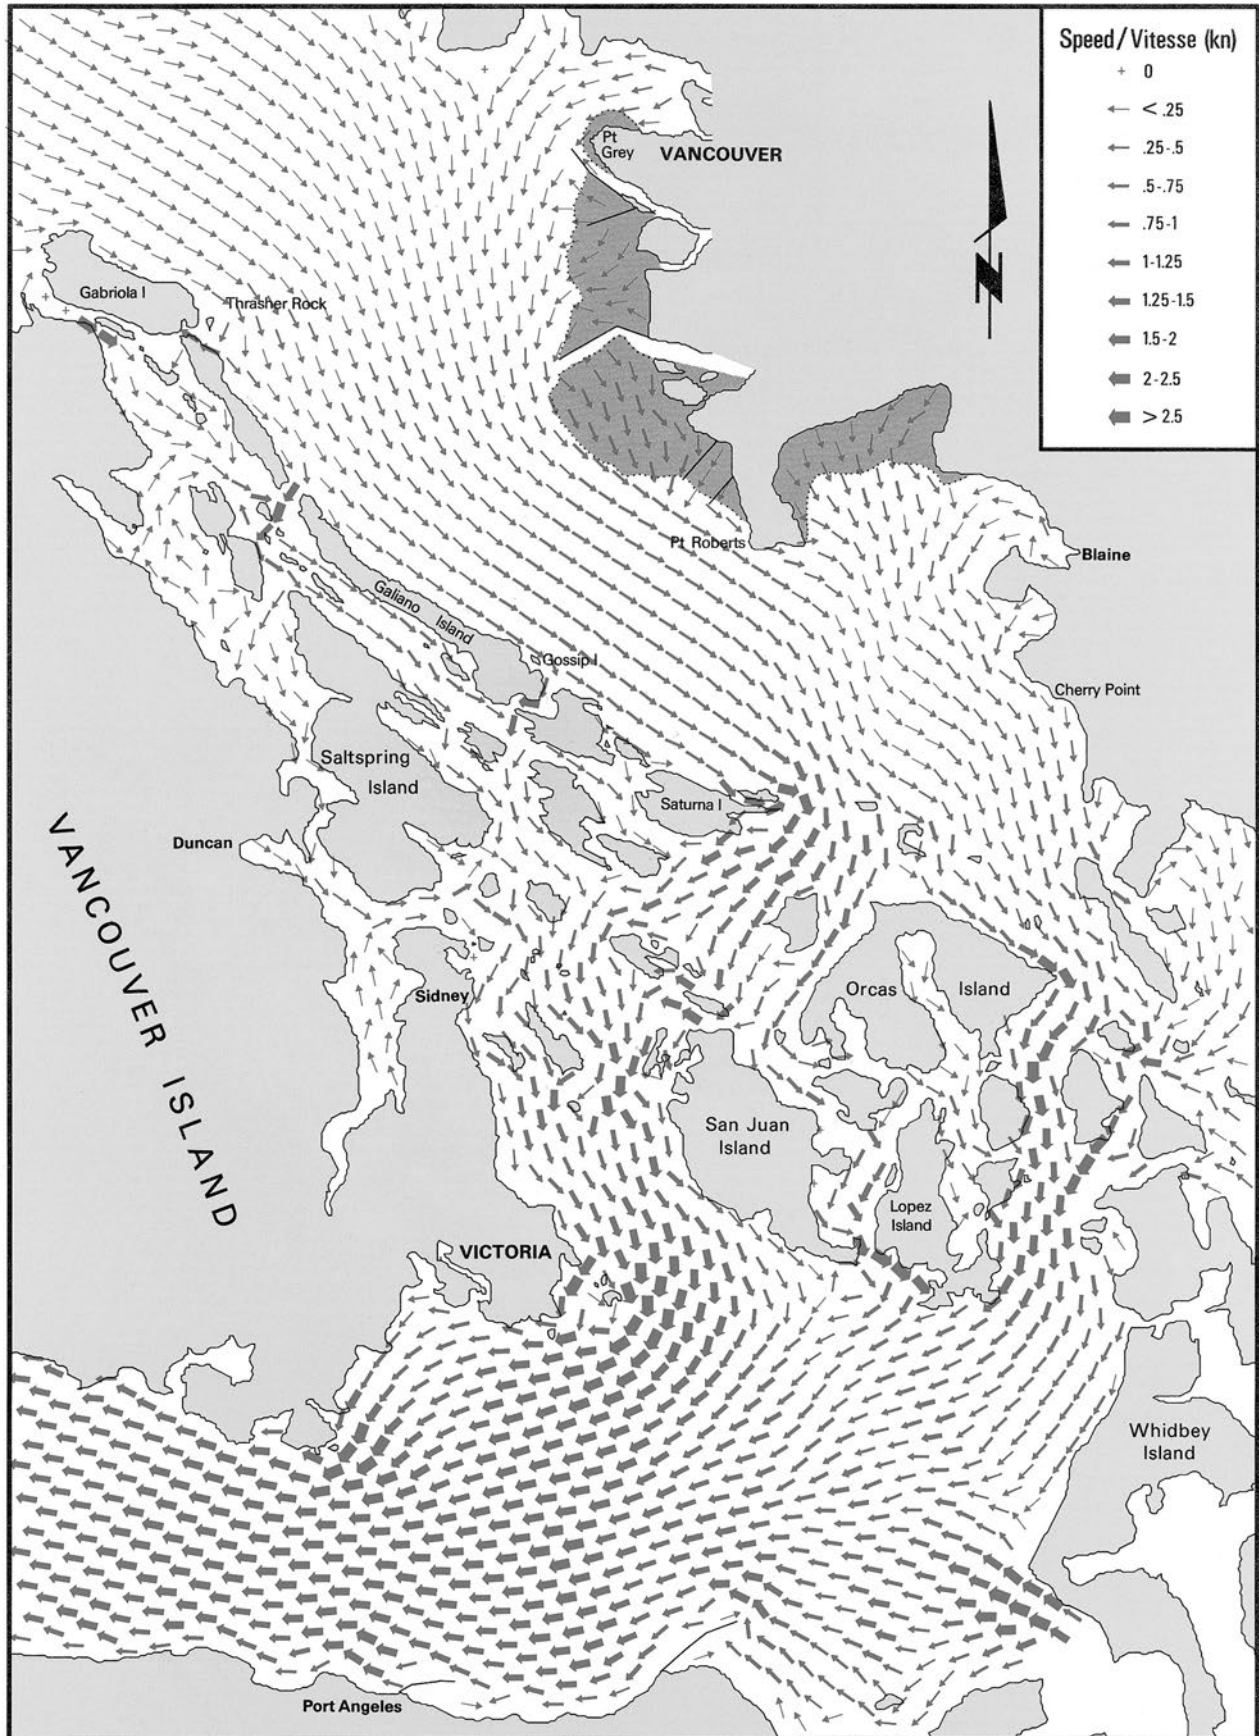 Speed/Vitesse (kn)
0
< .25
.25-.5
.5-.75
.75-1
1-1.25
1.25-1.5
1.5-2
2-2.5
> 2.5
Pt
Grey
VANCOUVER
N
Gabriola I
Thrasher Rock
Pt Roberts
Blaine
Galiano
Island
Gossip I
Cherry Point
Saltspring
Island
Saturna I
Duncan
VANCOUVER ISLAND
Sidney
Orcas
Island
San Juan
Island
Lopez
Island
VICTORIA
Whidbey
Island
Port Angeles